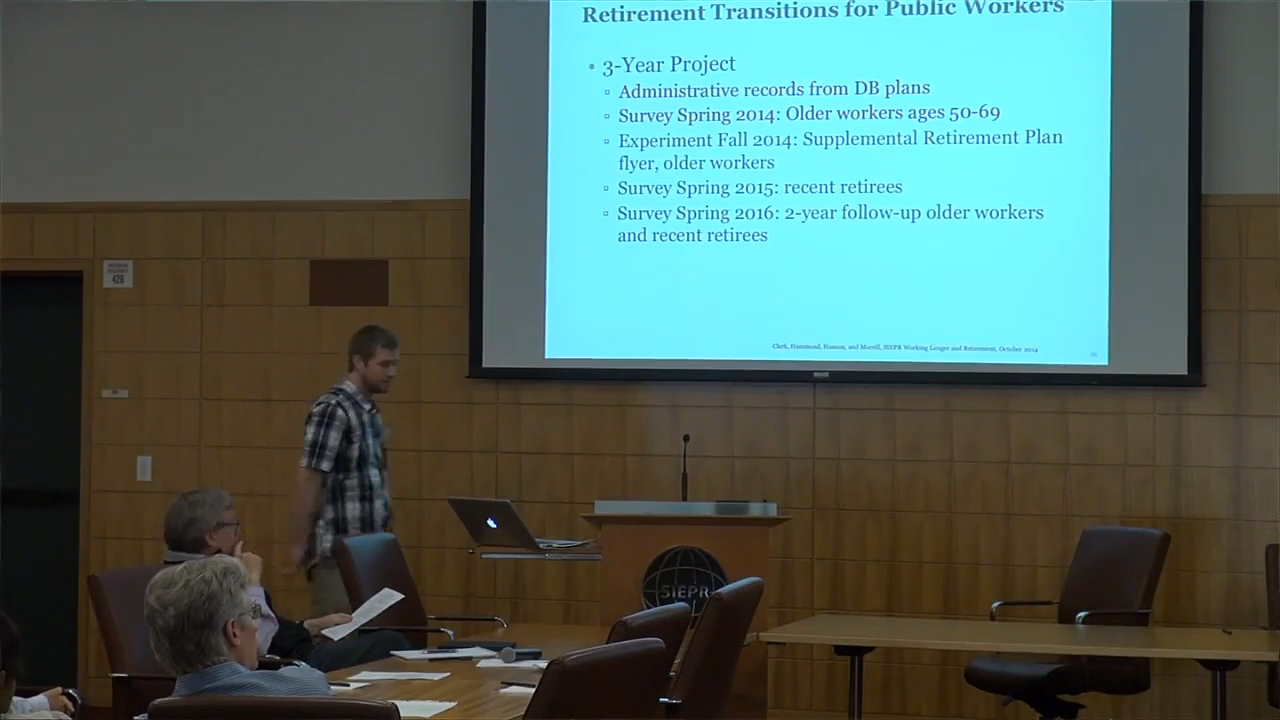 Retirement Transitions for Public Workers
• 3-Year Project
▫ Administrative records from DB plans
▫ Survey Spring 2014: Older workers ages 50-69
▫ Experiment Fall 2014: Supplemental Retirement Plan
flyer, older workers
▫ Survey Spring 2015: recent retirees
▫ Survey Spring 2016: 2-year follow-up older workers
and recent retirees
Clark, Hammond, Hanson, and Morrill, SIEPR Working Longer and Retirement, October 2014
428
SIEPR